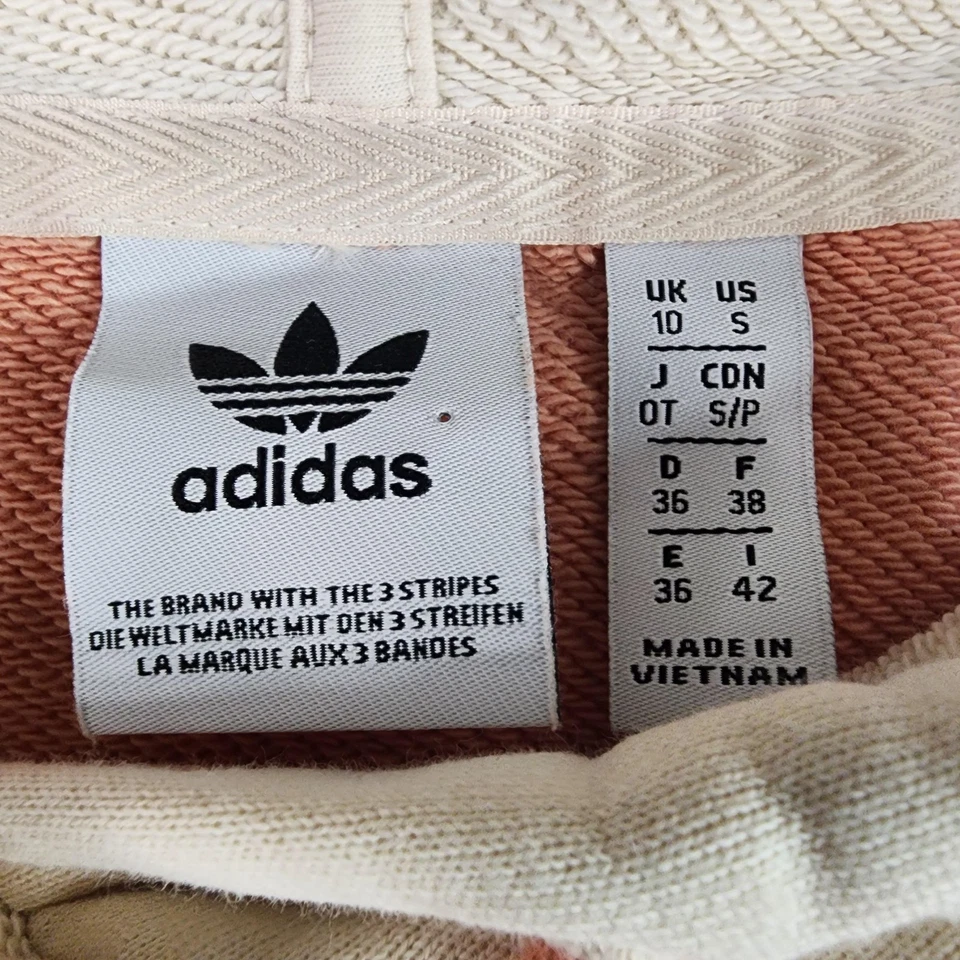 adidas
THE BRAND WITH THE 3 STRIPES
DIE WELTMARKE MIT DEN 3 STREIFEN
LA MARQUE AUX 3 BANDES
UK US
10 S
J CDN
OT S/P
D F
36 38
E I
36 42
MADE IN
VIETNAM